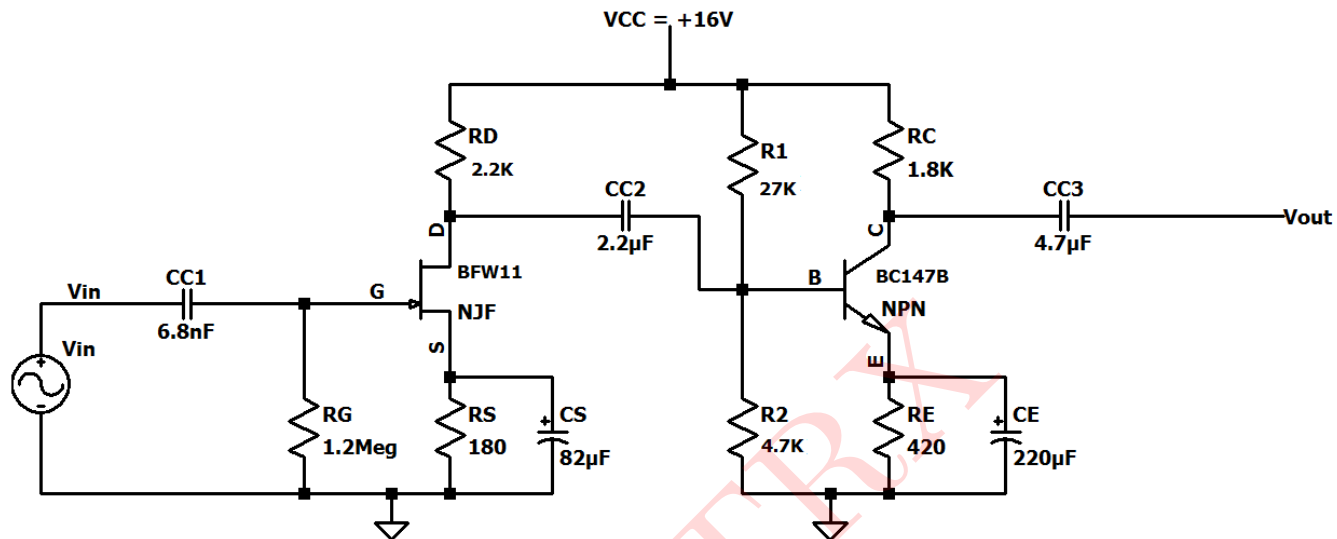 VCC = +16V
RD
2.2K
R1
27K
RC
1.8K
CC2
2.2µF
CC3
4.7µF
Vout
D
C
BFW11
NJF
BC147B
NPN
CC1
6.8nF
Vin
G
B
Vin
S
E
RG
1.2Meg
RS
180
CS
82µF
R2
4.7K
RE
420
CE
220µF
TRX